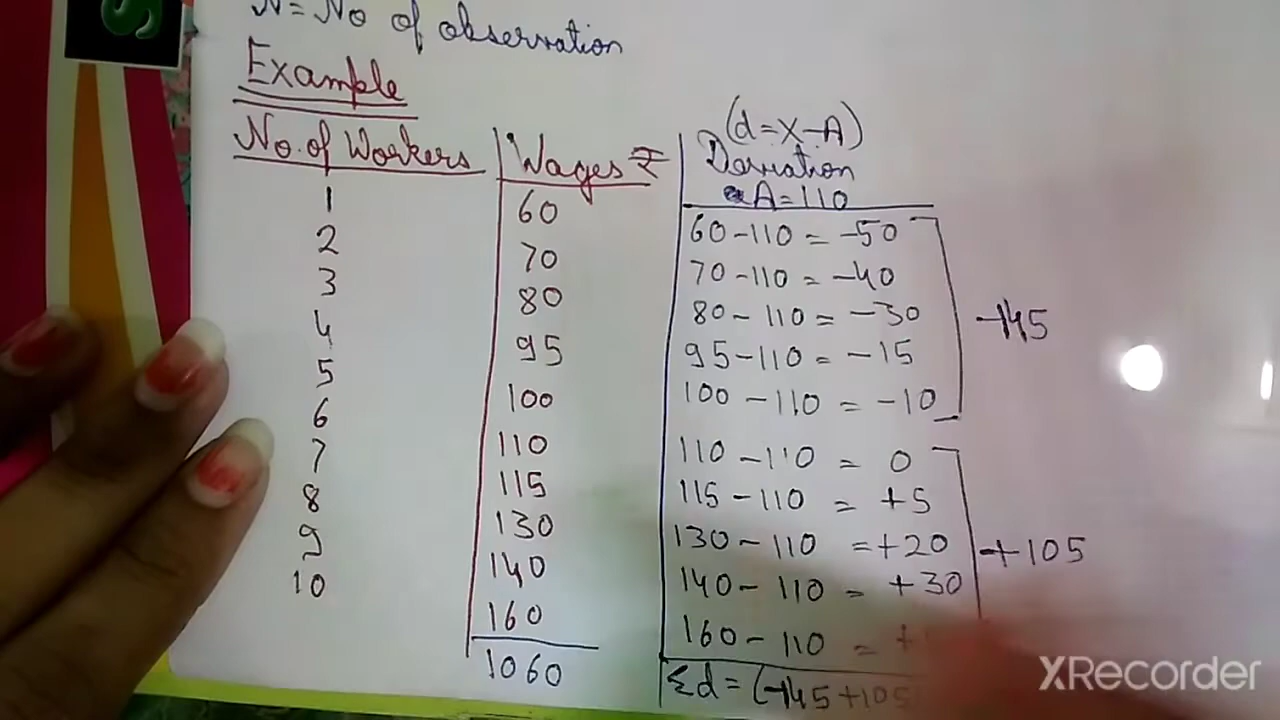 N = No of observation
Example
No. of Workers Wages ₹ (d=X-A)
Derviation
A=110
1 60 60-110 = -50
2 70 70-110 = -40
3 80 80-110 = -30 -145
4 95 95-110 = -15
5 100 100-110 = -10
6 110 110-110 = 0
7 115 115-110 = +5
8 130 130-110 = +20 +105
9 140 140-110 = +30
10 160 160-110 = +
1060 Σd = (-145+105
XRecorder